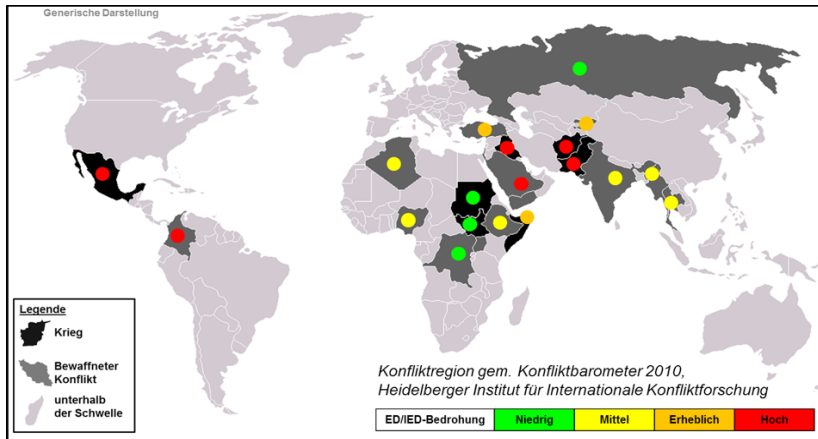 Generische Darstellung
Legende
Krieg
Bewaffneter
Konflikt
unterhalb
der Schwelle
Konfliktregion gem. Konfliktbarometer 2010,
Heidelberger Institut für Internationale Konfliktforschung
ED/IED-Bedrohung Niedrig Mittel Erheblich Hoch